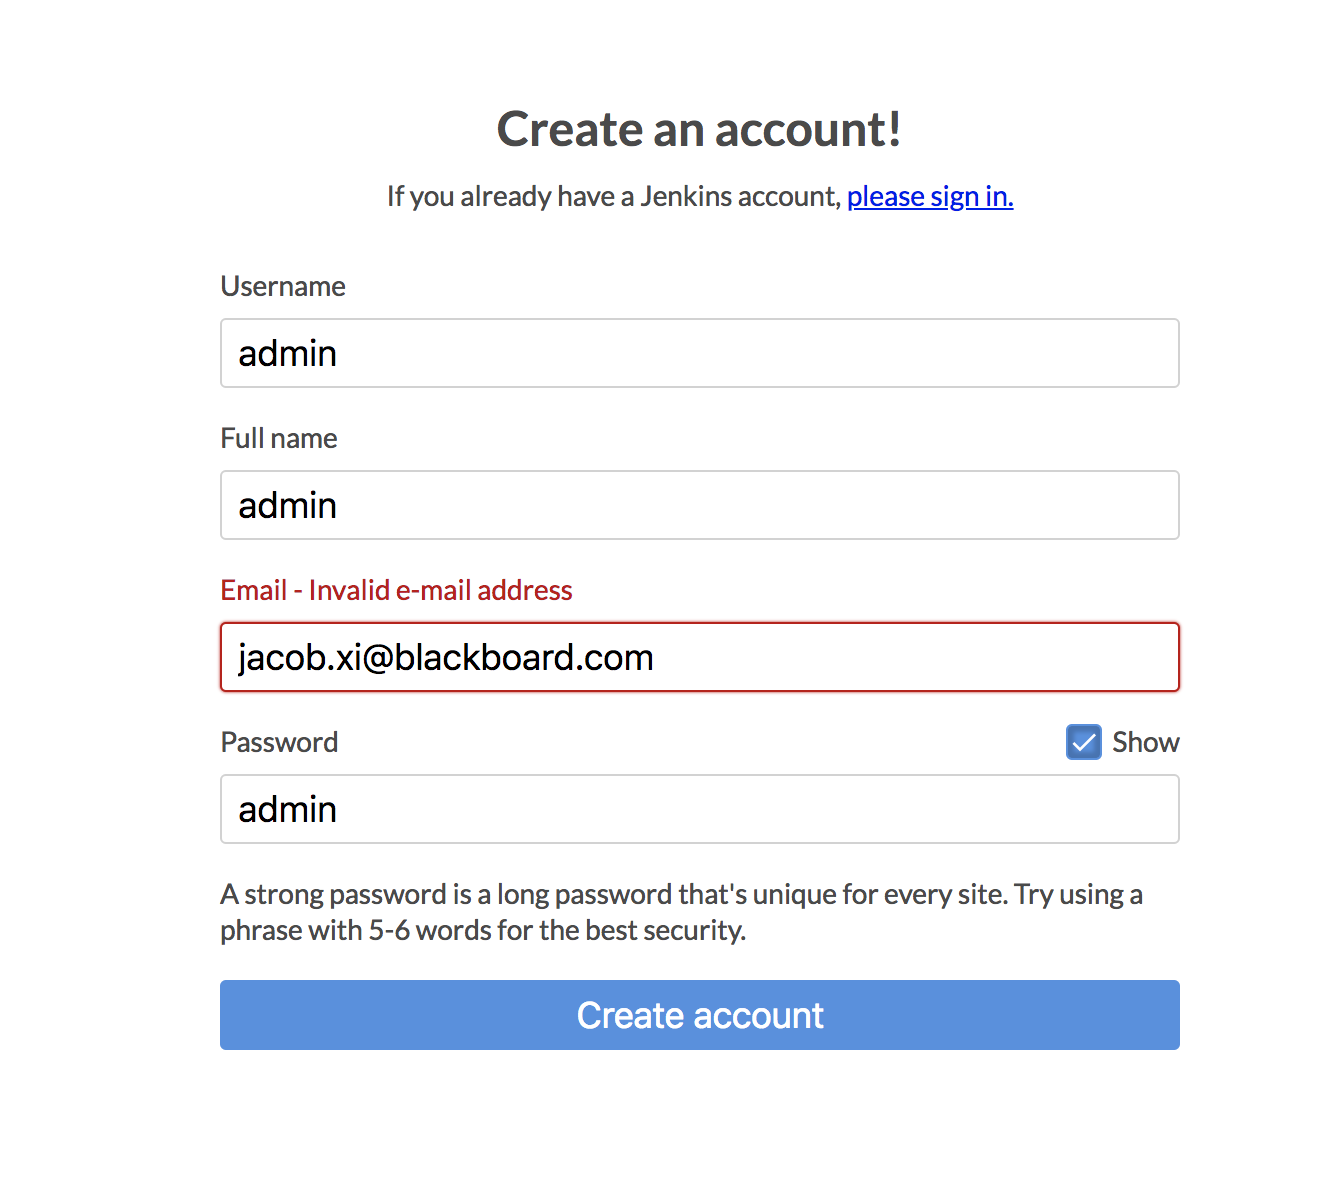 Create an account!
If you already have a Jenkins account, please sign in.
Username
admin
Full name
admin
Email - Invalid e-mail address
jacob.xi@blackboard.com
Password
Show
admin
A strong password is a long password that's unique for every site. Try using a
phrase with 5-6 words for the best security.
Create account